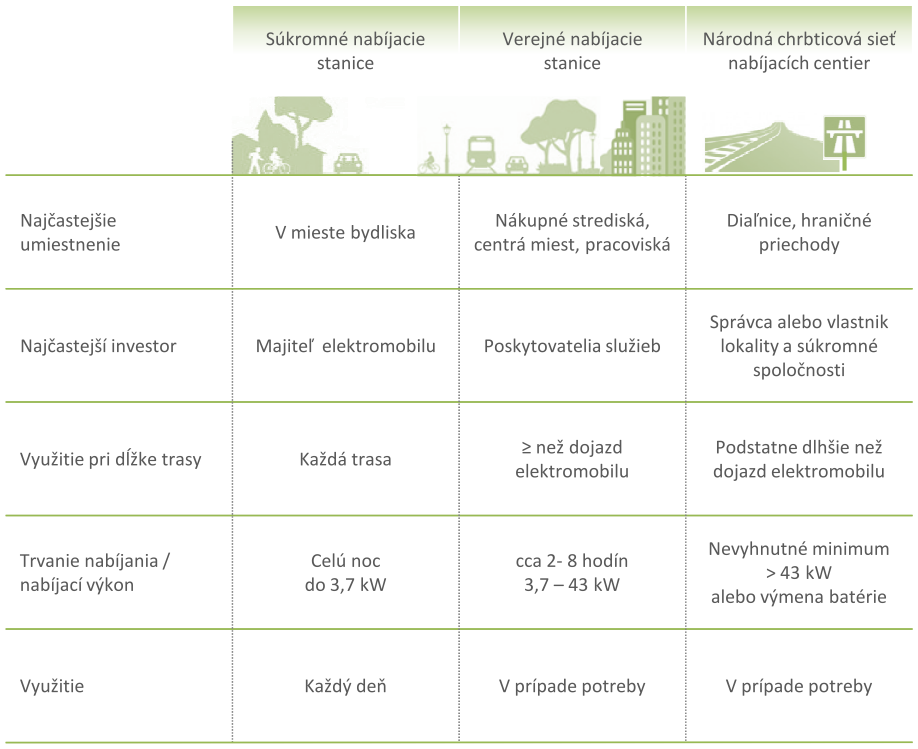 Súkromné nabíjacie
stanice
Verejné nabíjacie
stanice
Národná chrbticová sieť
nabíjacích centier
Najčastejšie
umiestnenie
V mieste bydliska
Nákupné strediská,
centrá miest, pracoviská
Diaľnice, hraničné
priechody
Najčastejší investor
Majiteľ elektromobilu
Poskytovatelia služieb
Správca alebo vlastnik
lokality a súkromné
spoločnosti
Využitie pri dĺžke trasy
Každá trasa
≥ než dojazd
elektromobilu
Podstatne dlhšie než
dojazd elektromobilu
Trvanie nabíjania /
nabíjací výkon
Celú noc
do 3,7 kW
cca 2- 8 hodín
3,7 – 43 kW
Nevyhnutné minimum
> 43 kW
alebo výmena batérie
Využitie
Každý deň
V prípade potreby
V prípade potreby